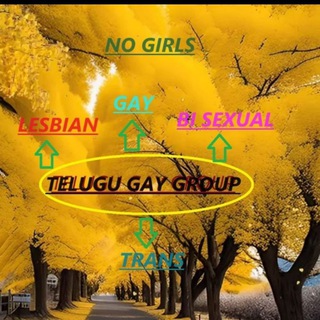 NO GIRLS
GAY
LESBIAN
BI SEXUAL
TELUGU GAY GROUP
TRANS